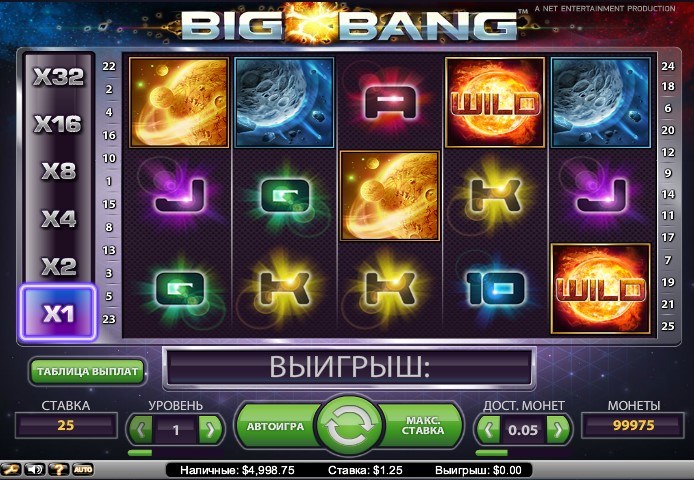 BIG BANG™
A NET ENTERTAINMENT PRODUCTION
X32
X16
X8
X4
X2
X1
22
2
4
16
10
1
15
8
13
3
5
23
A WILD
J Q K J
Q K K 10 WILD
24
18
6
20
12
9
14
11
17
7
19
21
25
ТАБЛИЦА ВЫПЛАТ
ВЫИГРЫШ:
СТАВКА
25
УРОВЕНЬ
1
АВТОИГРА
МАКС. СТАВКА
ДОСТ. МОНЕТ
0.05
МОНЕТЫ
99975
? AUTO
Наличные: $4,998.75 Ставка: $1.25 Выигрыш: $0.00